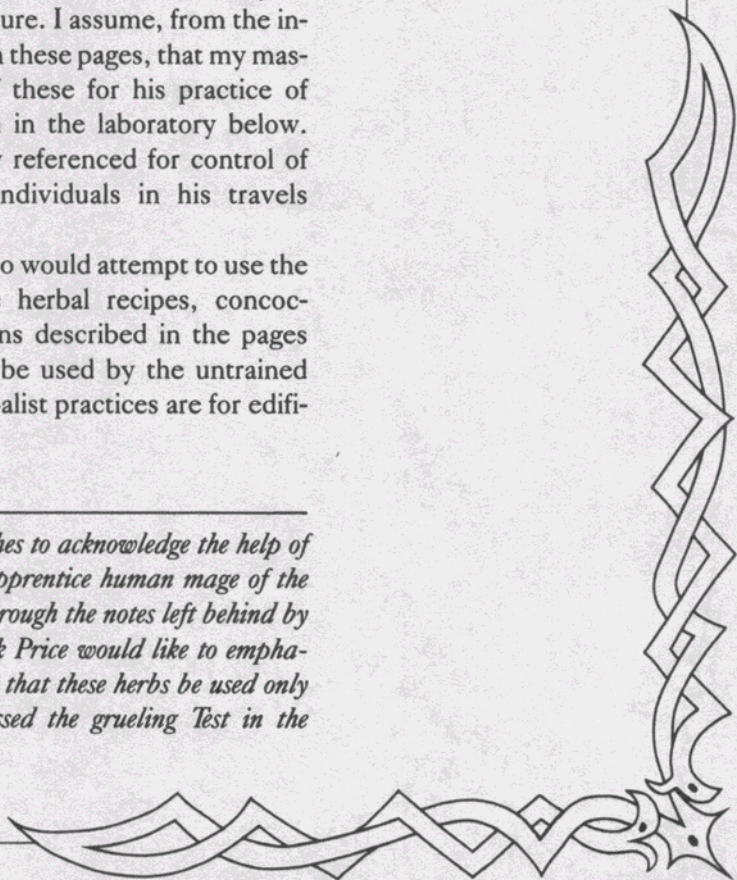 ure. I assume, from the in-
these pages, that my mas-
these for his practice of
in the laboratory below.
referenced for control of
ndividuals in his travels
o would attempt to use the
herbal recipes, concoc-
ns described in the pages
be used by the untrained
alist practices are for edifi-
hes to acknowledge the help of
pprentice human mage of the
rough the notes left behind by
k Price would like to empha-
that these herbs be used only
ssed the grueling Test in the